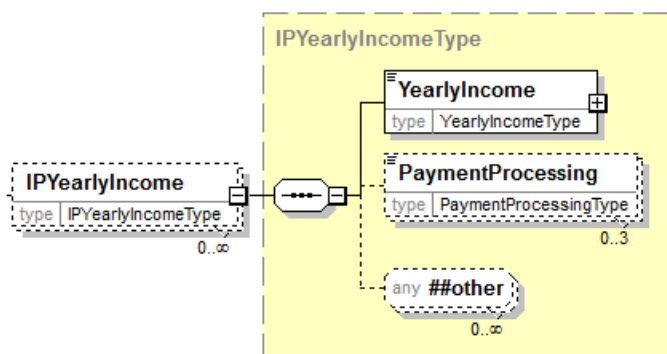 IPYearlyIncomeType
YearlyIncome
type YearlyIncomeType
IPYearlyIncome
type IPYearlyIncomeType
0..∞
PaymentProcessing
type PaymentProcessingType
0..3
any ##other
0..∞